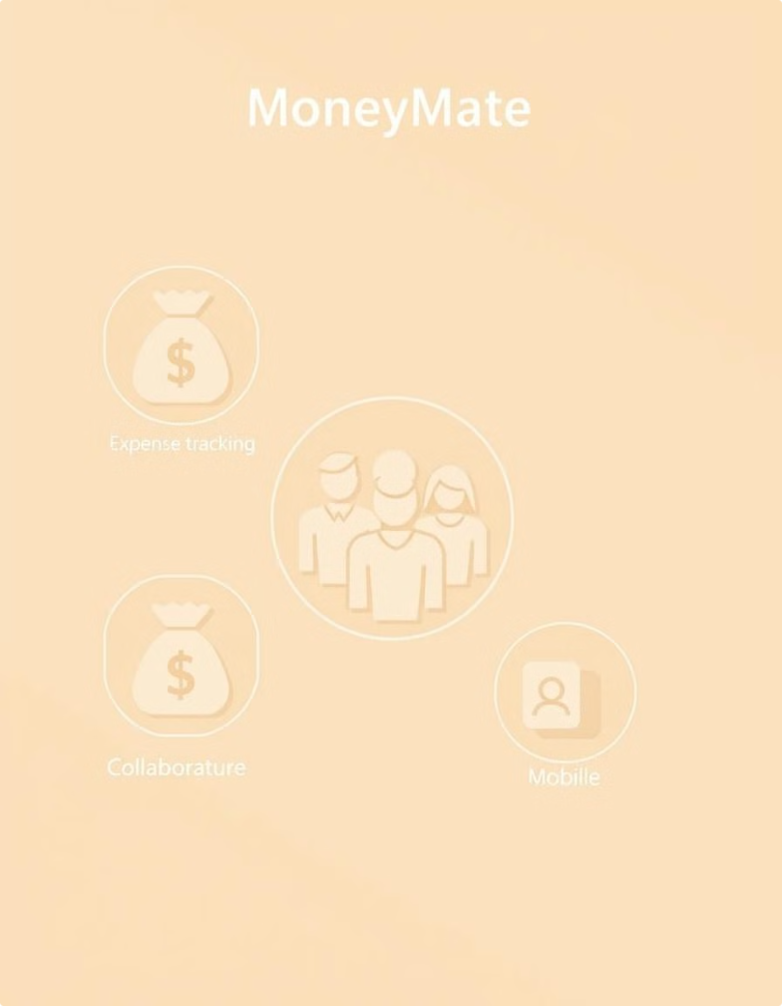 MoneyMate
$
Expense tracking
$
Collaborature
Mobille